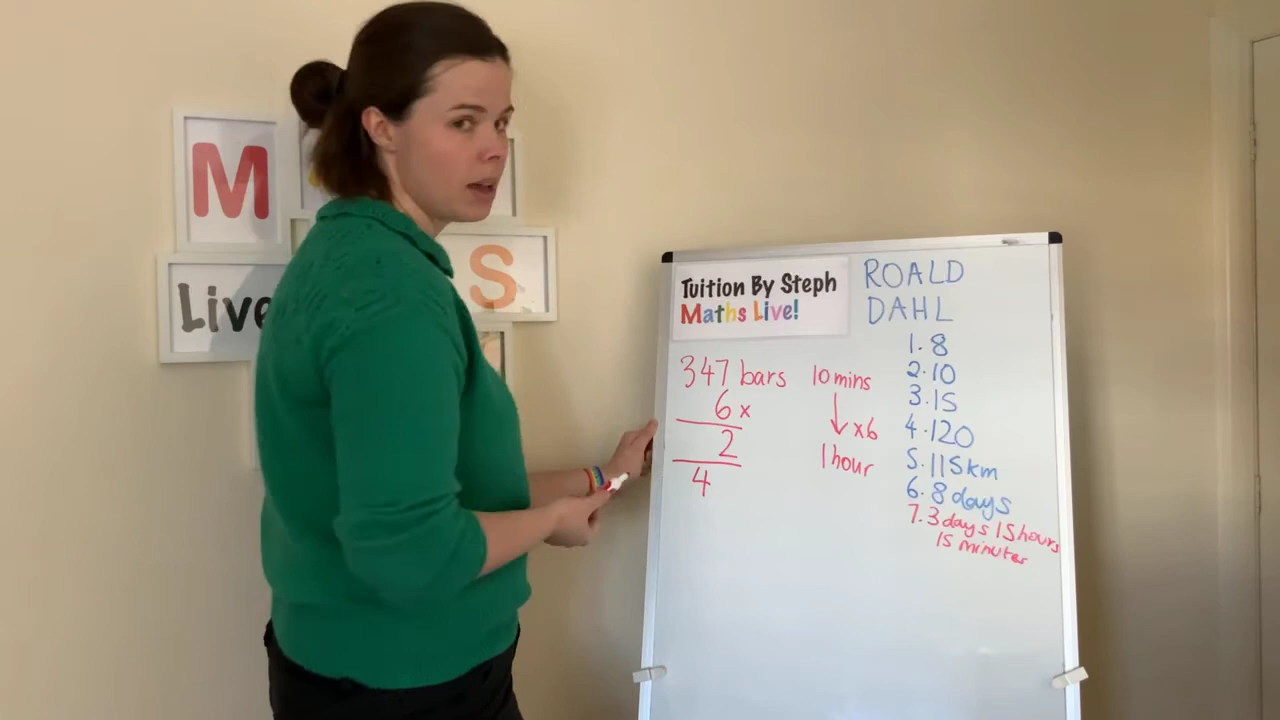 M
S
Live
Tuition By Steph
Maths Live!
347 bars
6 x
2
4
10 mins
x6
1 hour
ROALD
DAHL
1. 8
2. 10
3. 15
4. 120
5. 115km
6. 8 days
7. 3 days 15 hours
15 minutes